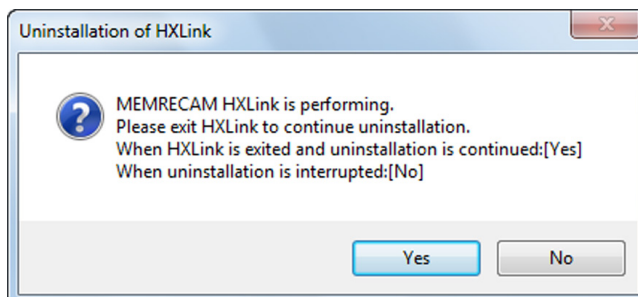 Uninstallation of HXLink
MEMRECAM HXLink is performing.
Please exit HXLink to continue uninstallation.
When HXLink is exited and uninstallation is continued:[Yes]
When uninstallation is interrupted:[No]
Yes
No